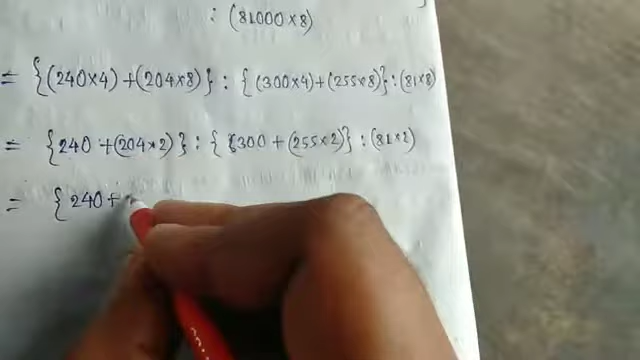 : (81000×8)
= {(240×4)+(204×8)} : {(300×4)+(255×8)} : (81×8)
= {240 +(204×2)} : {300 + (255×2)} : (81×2)
= {240+